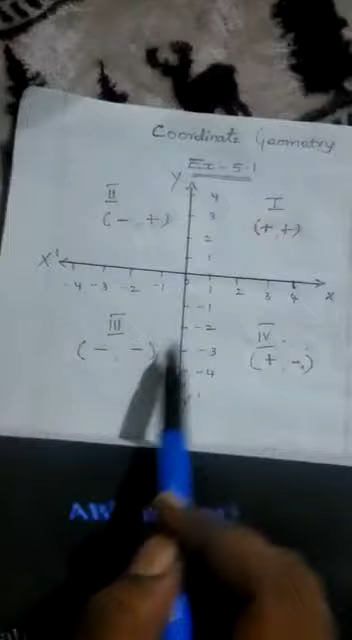 Coordinate Geometry
Ex - 5.1
Y
II
(-, +)
I
(+, +)
4
3
2
1
X'
-4 -3 -2 -1 0 1 2 3 4
X
-1
-2
-3
-4
III
(-, -)
IV
(+, -)